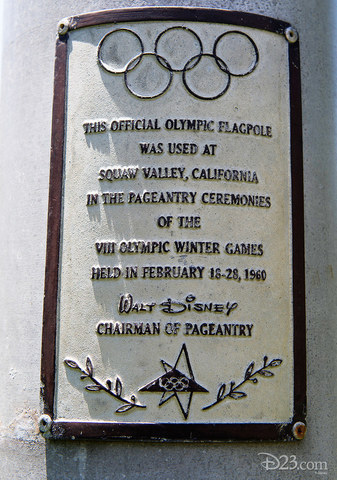 THIS OFFICIAL OLYMPIC FLAGPOLE
WAS USED AT
SQUAW VALLEY, CALIFORNIA
IN THE PAGEANTRY CEREMONIES
OF THE
VIII OLYMPIC WINTER GAMES
HELD IN FEBRUARY 18-28, 1960
WALT DISNEY
CHAIRMAN OF PAGEANTRY
D23.com